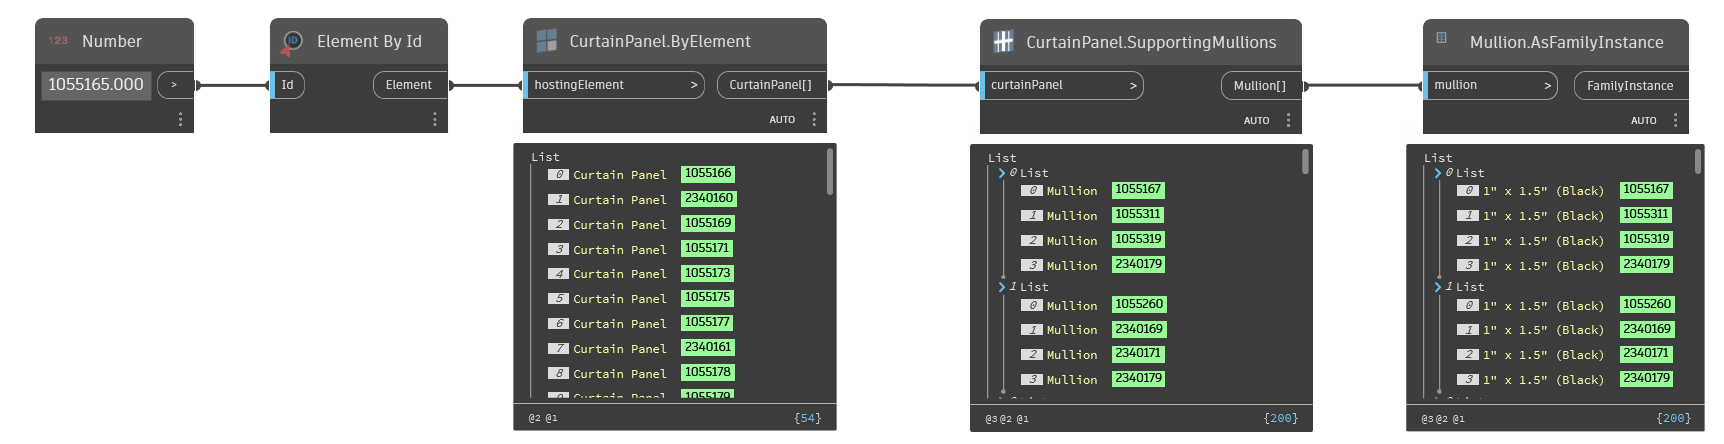 123 Number
1055165.000 >
ID Element By Id
Id Element
CurtainPanel.ByElement
hostingElement > CurtainPanel[]
AUTO
List
0 Curtain Panel 1055166
1 Curtain Panel 2340160
2 Curtain Panel 1055169
3 Curtain Panel 1055171
4 Curtain Panel 1055173
5 Curtain Panel 1055175
6 Curtain Panel 1055177
7 Curtain Panel 2340161
8 Curtain Panel 1055178
9 Curtain Panel 1055179
@2 @1 {54}
CurtainPanel.SupportingMullions
curtainPanel > Mullion[]
AUTO
List
0 List
0 Mullion 1055167
1 Mullion 1055311
2 Mullion 1055319
3 Mullion 2340179
1 List
0 Mullion 1055260
1 Mullion 2340169
2 Mullion 2340171
3 Mullion 2340179
@3 @2 @1 {200}
Mullion.AsFamilyInstance
mullion > FamilyInstance
AUTO
List
0 List
0 1" x 1.5" (Black) 1055167
1 1" x 1.5" (Black) 1055311
2 1" x 1.5" (Black) 1055319
3 1" x 1.5" (Black) 2340179
1 List
0 1" x 1.5" (Black) 1055260
1 1" x 1.5" (Black) 2340169
2 1" x 1.5" (Black) 2340171
3 1" x 1.5" (Black) 2340179
@3 @2 @1 {200}